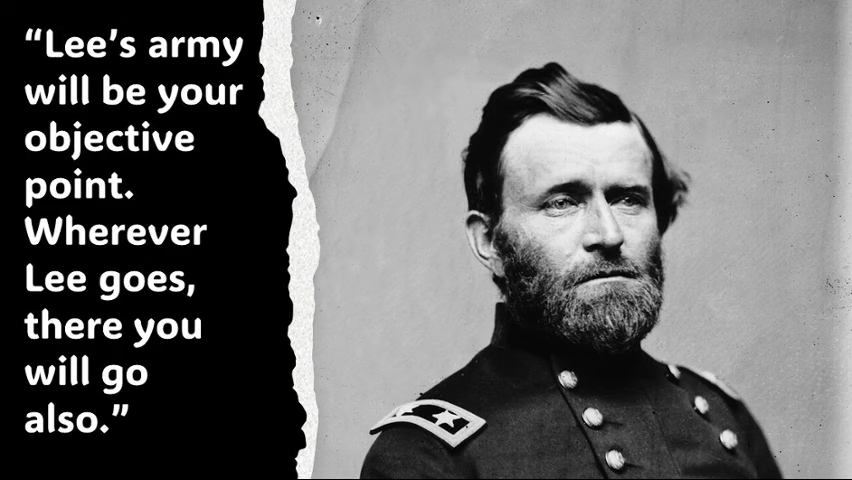 “Lee’s army
will be your
objective
point.
Wherever
Lee goes,
there you
will go
also.”